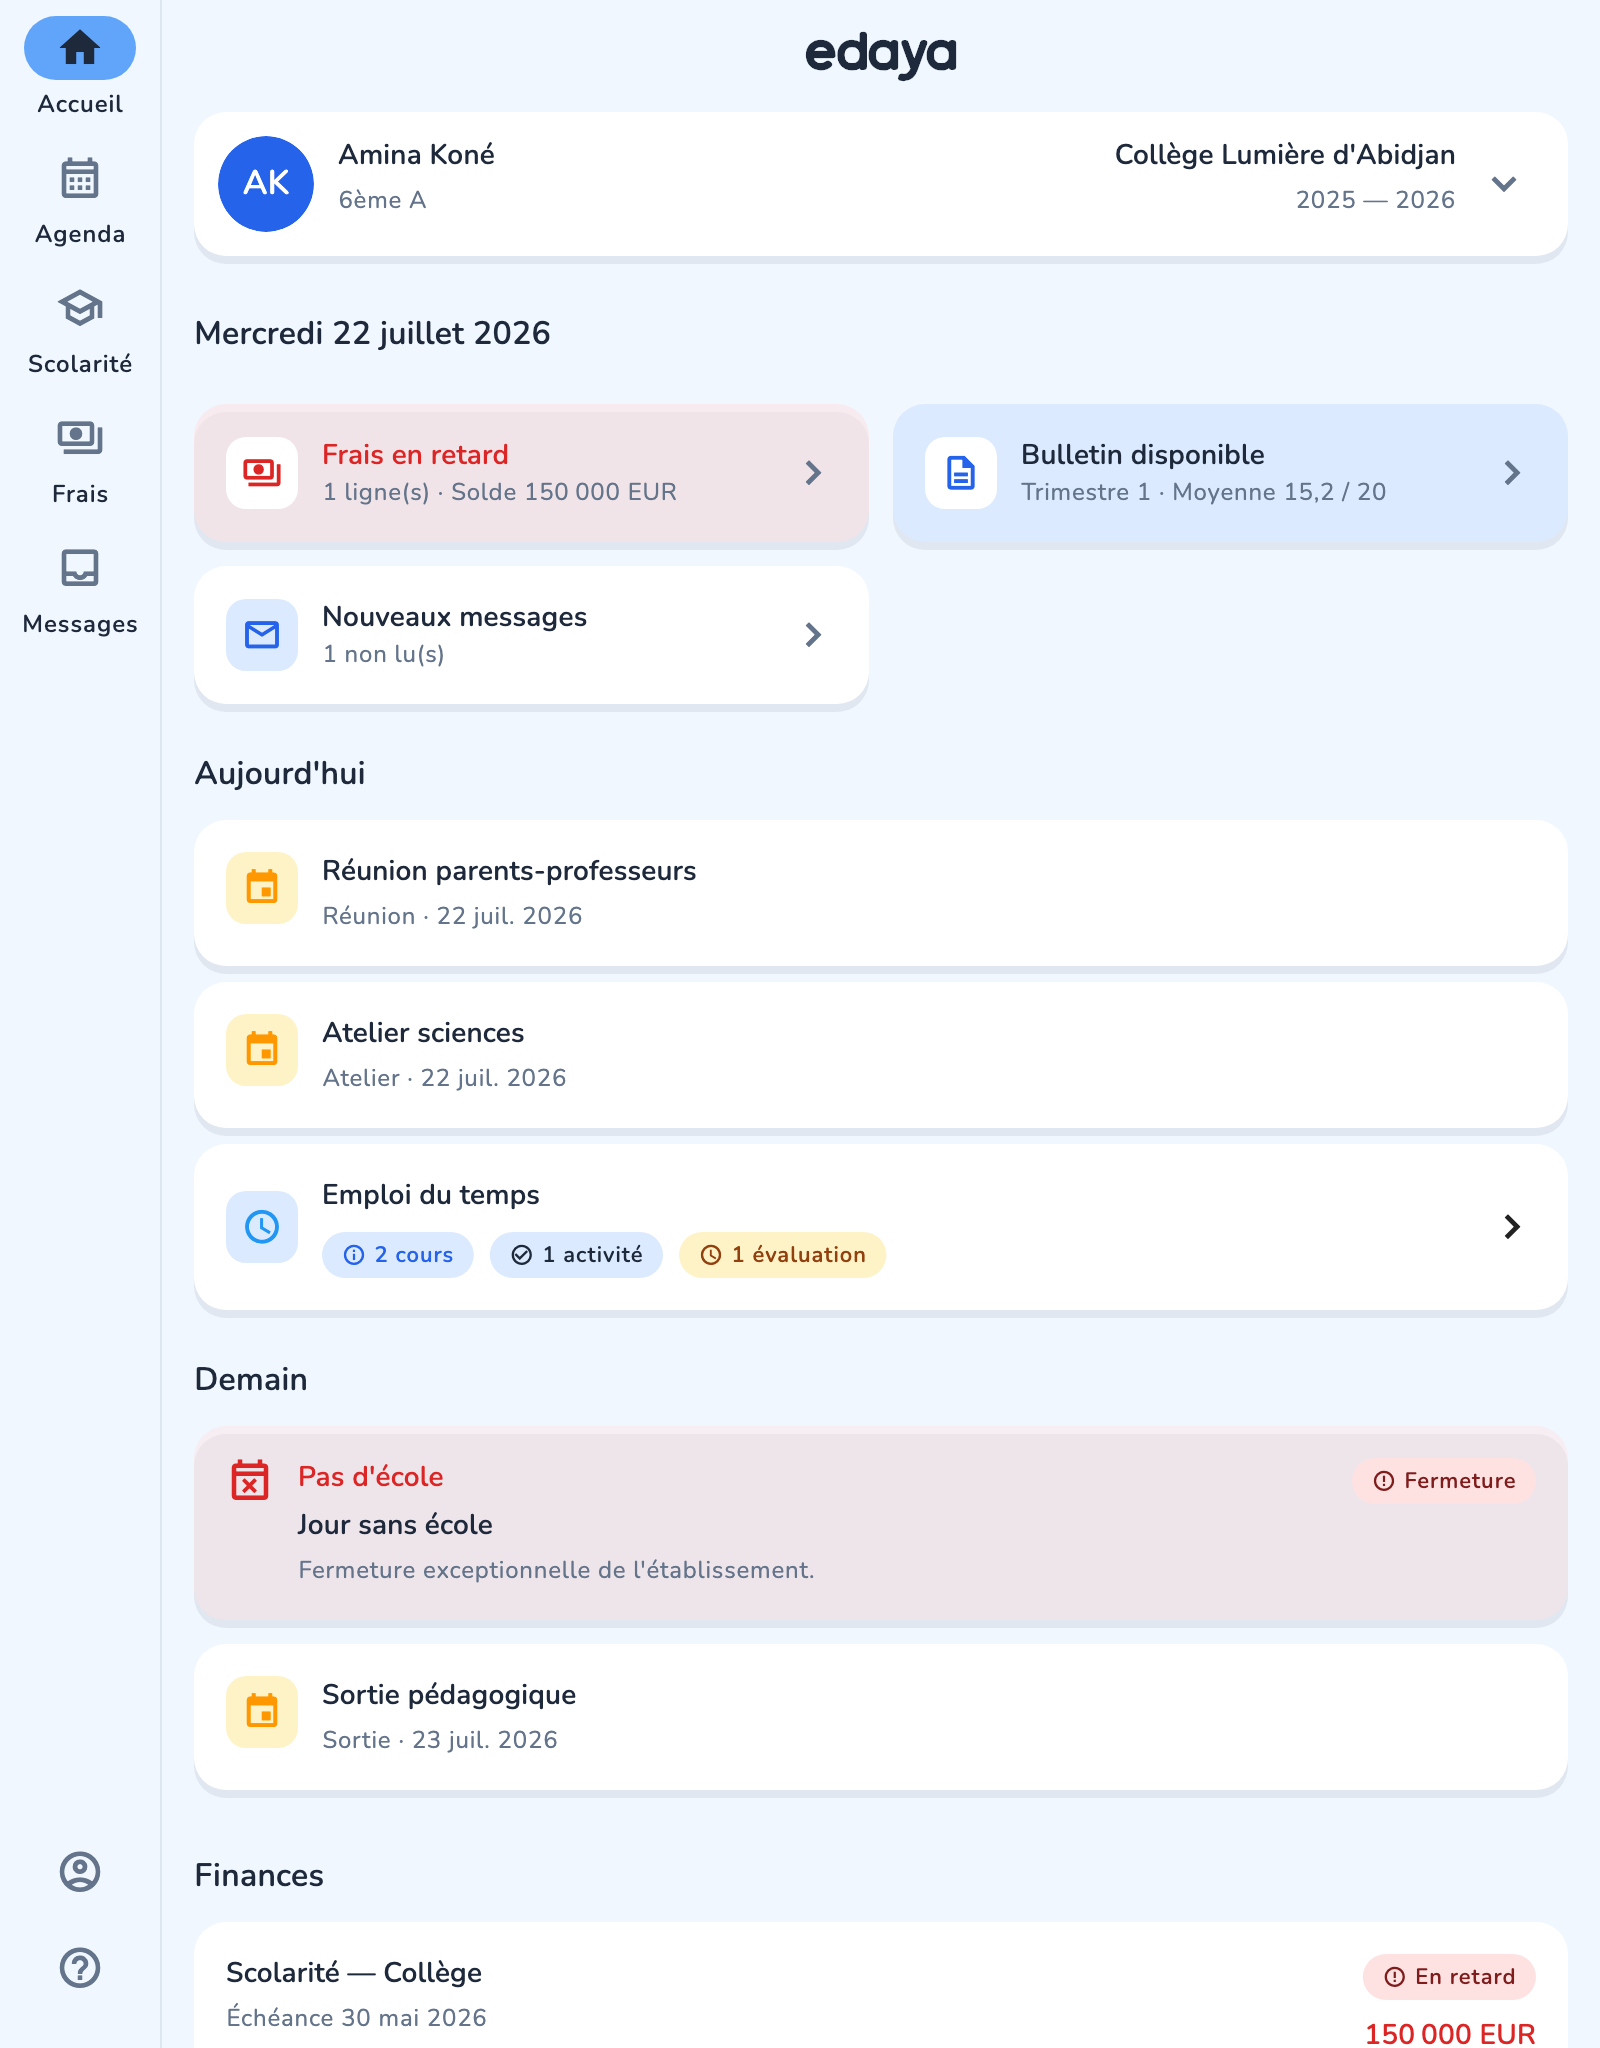 Accueil
Agenda
Scolarité
Frais
Messages
edaya
AK
Amina Koné
6ème A
Collège Lumière d'Abidjan
2025 — 2026
Mercredi 22 juillet 2026
Frais en retard
1 ligne(s) · Solde 150 000 EUR
Bulletin disponible
Trimestre 1 · Moyenne 15,2 / 20
Nouveaux messages
1 non lu(s)
Aujourd'hui
Réunion parents-professeurs
Réunion · 22 juil. 2026
Atelier sciences
Atelier · 22 juil. 2026
Emploi du temps
2 cours
1 activité
1 évaluation
Demain
Pas d'école
Fermeture
Jour sans école
Fermeture exceptionnelle de l'établissement.
Sortie pédagogique
Sortie · 23 juil. 2026
Finances
Scolarité — Collège
En retard
Échéance 30 mai 2026
150 000 EUR